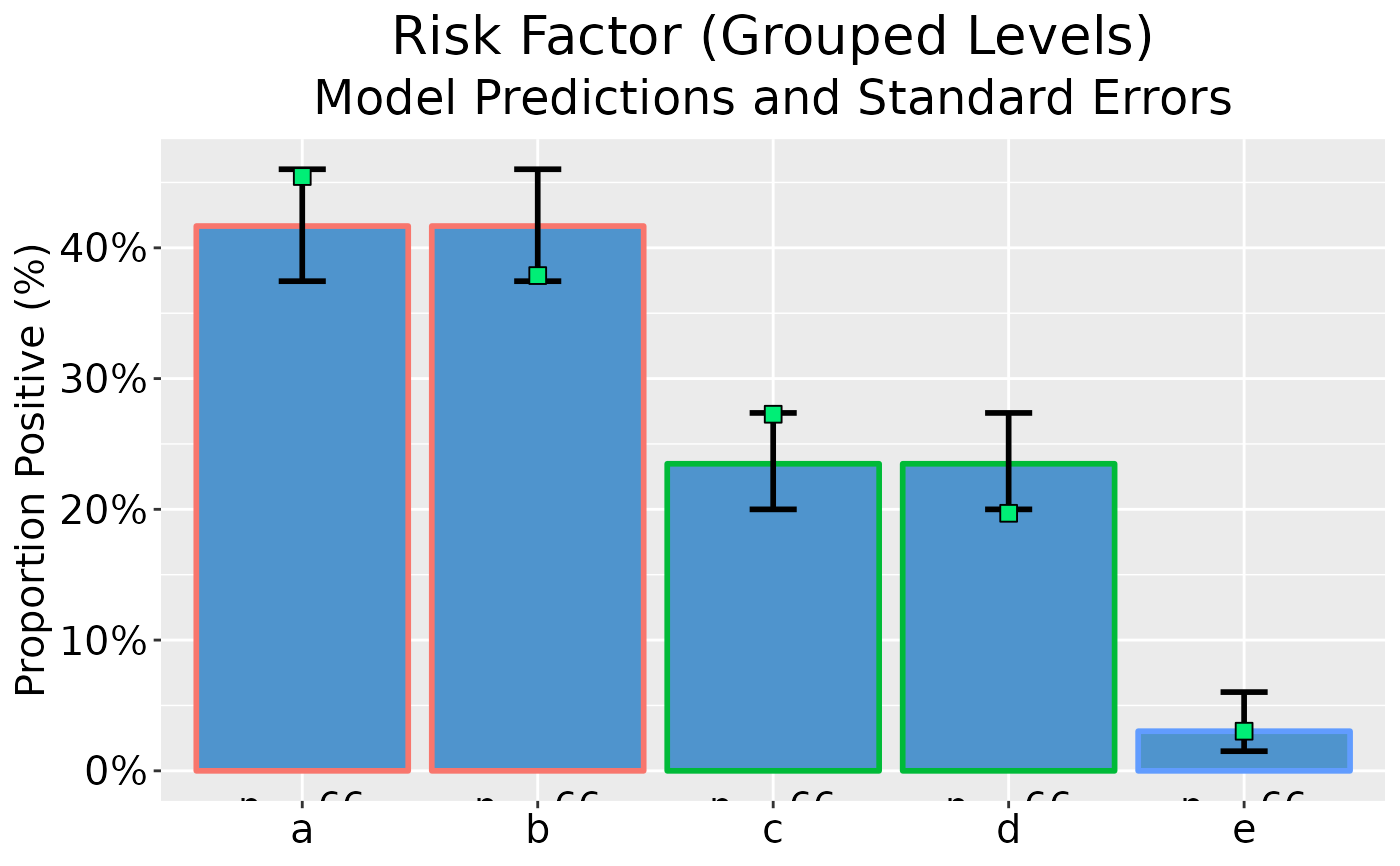 Risk Factor (Grouped Levels)
Model Predictions and Standard Errors
Proportion Positive (%)
40%
30%
20%
10%
0%
a b c d e